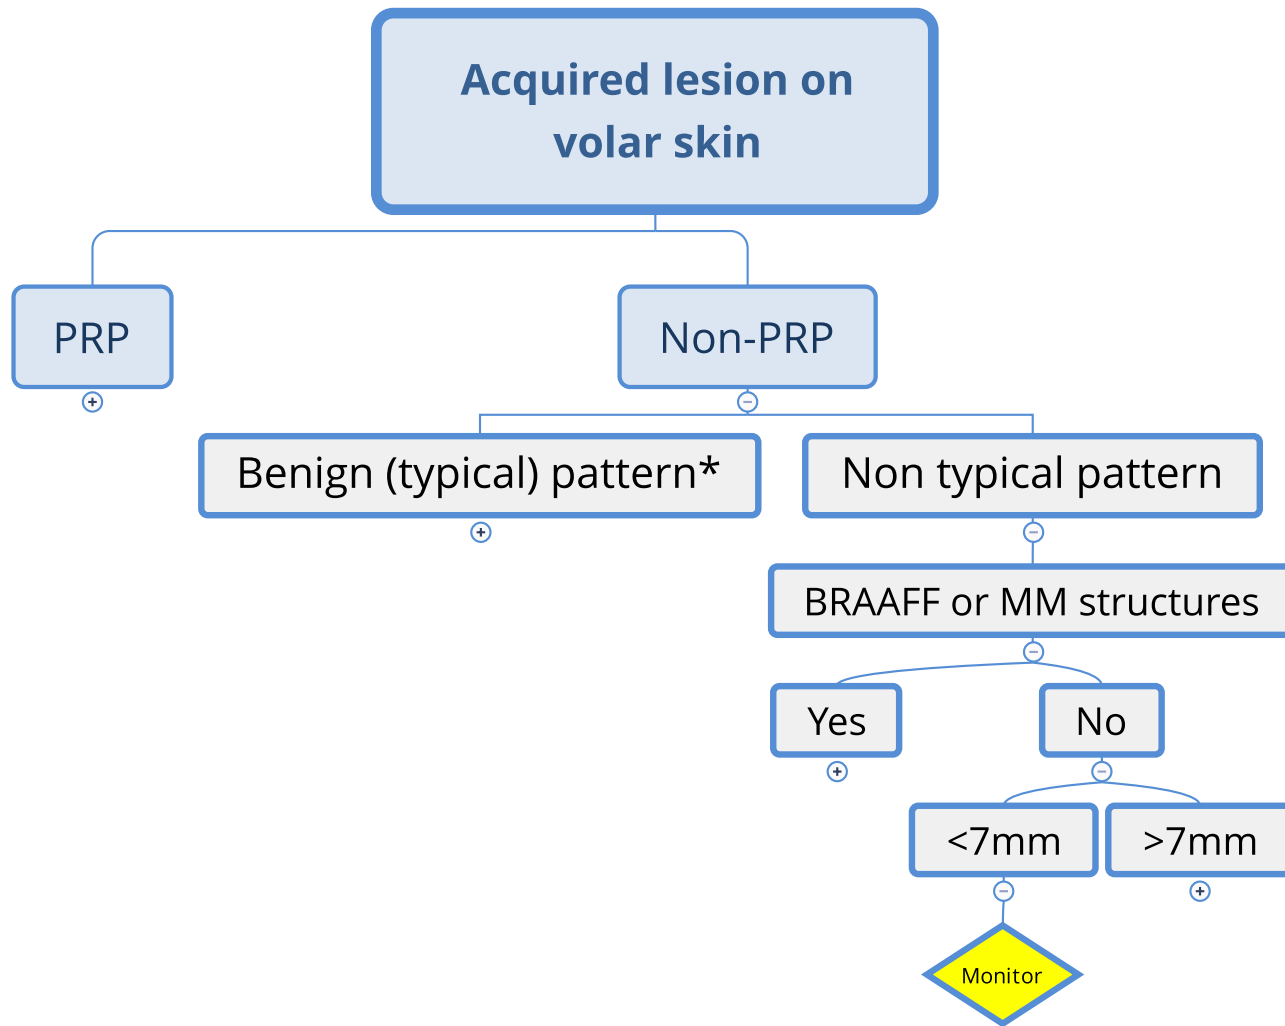 Acquired lesion on
volar skin
PRP
Non-PRP
Benign (typical) pattern*
Non typical pattern
BRAAFF or MM structures
Yes
No
<7mm
>7mm
Monitor